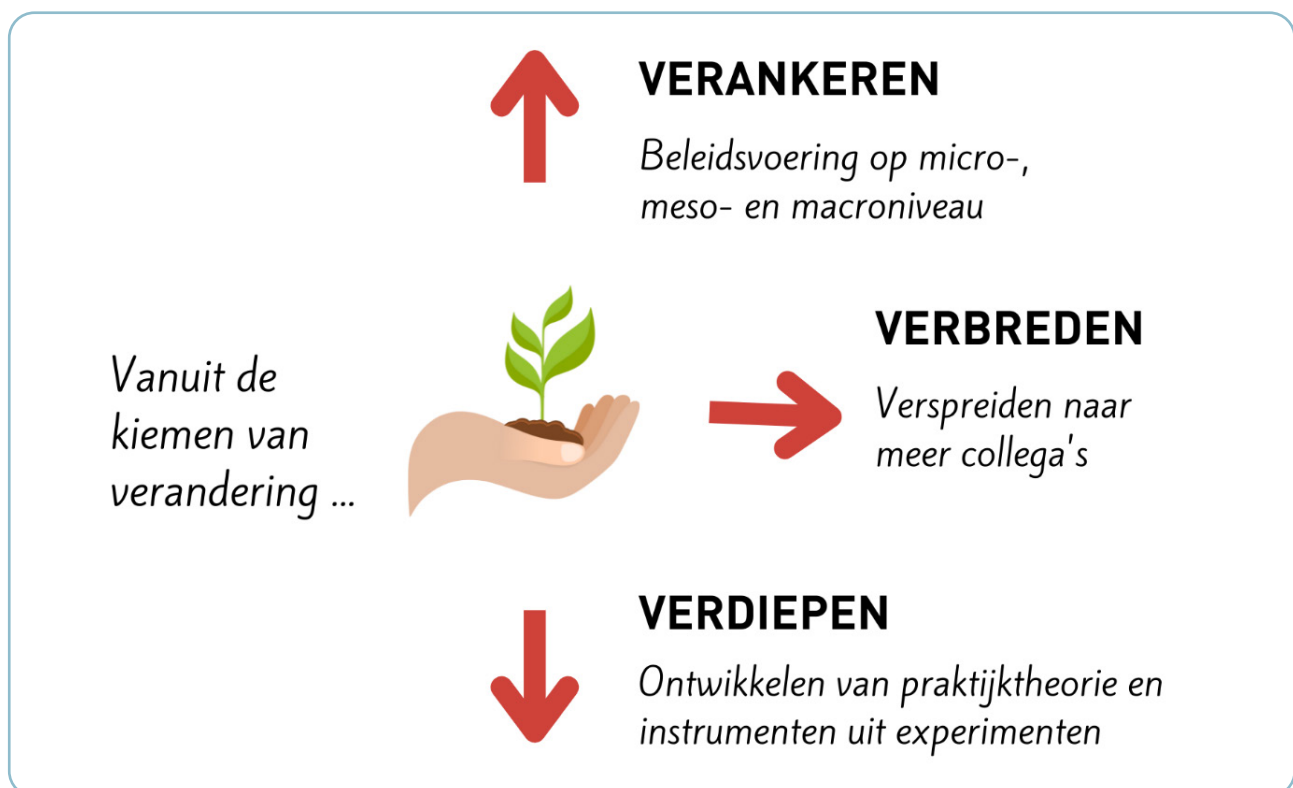 VERANKEREN
Beleidsvoering op micro-,
meso- en macroniveau
Vanuit de
kiemen van
verandering ...
VERBREDEN
Verspreiden naar
meer collega's
VERDIEPEN
Ontwikkelen van praktijktheorie en
instrumenten uit experimenten